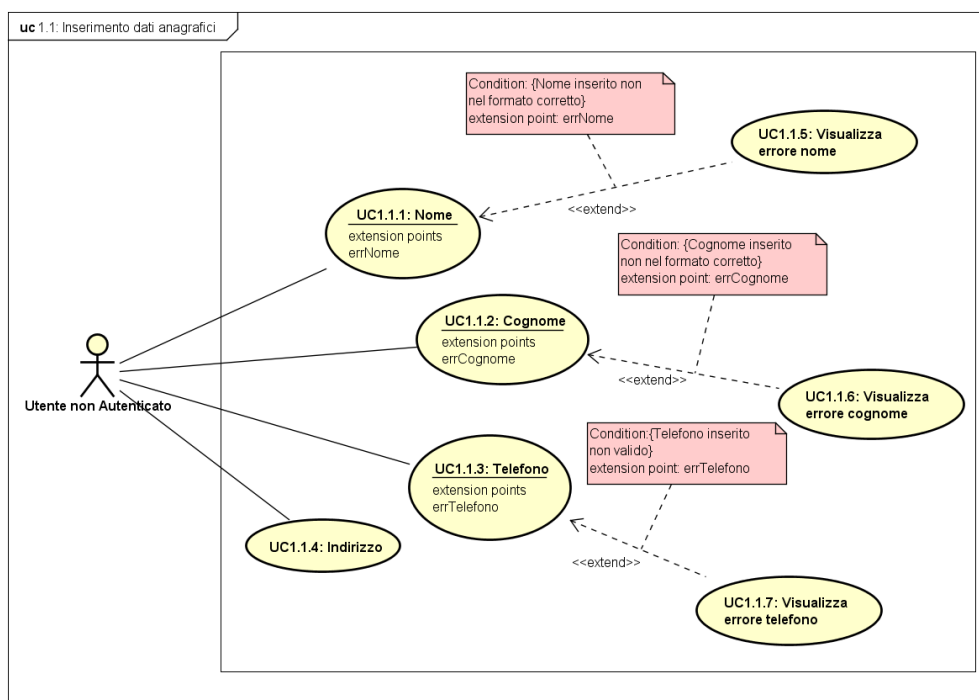 uc 1.1: Inserimento dati anagrafici
Condition: {Nome inserito non
nel formato corretto}
extension point: errNome
UC1.1.5: Visualizza
errore nome
<<extend>>
UC1.1.1: Nome
extension points
errNome
Condition: {Cognome inserito
non nel formato corretto}
extension point: errCognome
UC1.1.2: Cognome
extension points
errCognome
<<extend>>
UC1.1.6: Visualizza
errore cognome
Utente non Autenticato
Condition:{Telefono inserito
non valido}
extension point: errTelefono
UC1.1.3: Telefono
extension points
errTelefono
UC1.1.4: Indirizzo
<<extend>>
UC1.1.7: Visualizza
errore telefono